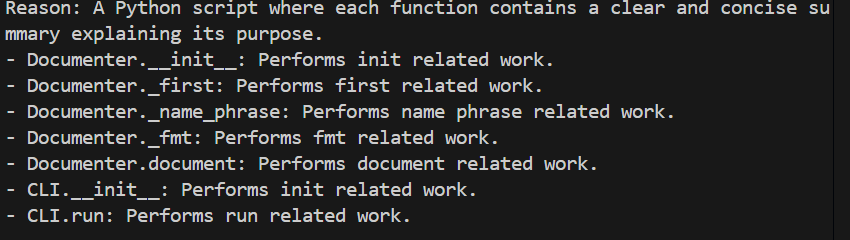 Reason: A Python script where each function contains a clear and concise su
mmary explaining its purpose.
- Documenter.__init__: Performs init related work.
- Documenter._first: Performs first related work.
- Documenter._name_phrase: Performs name phrase related work.
- Documenter._fmt: Performs fmt related work.
- Documenter.document: Performs document related work.
- CLI.__init__: Performs init related work.
- CLI.run: Performs run related work.